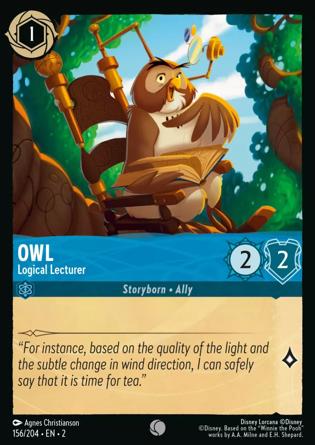 1
OWL
Logical Lecturer
2
2
Storyborn • Ally
“For instance, based on the quality of the light and
the subtle change in wind direction, I can safely
say that it is time for tea.”
Agnes Christianson
156/204 • EN • 2
Disney Lorcana ©Disney
©Disney. Based on the “Winnie the Pooh”
works by A.A. Milne and E.H. Shepard.